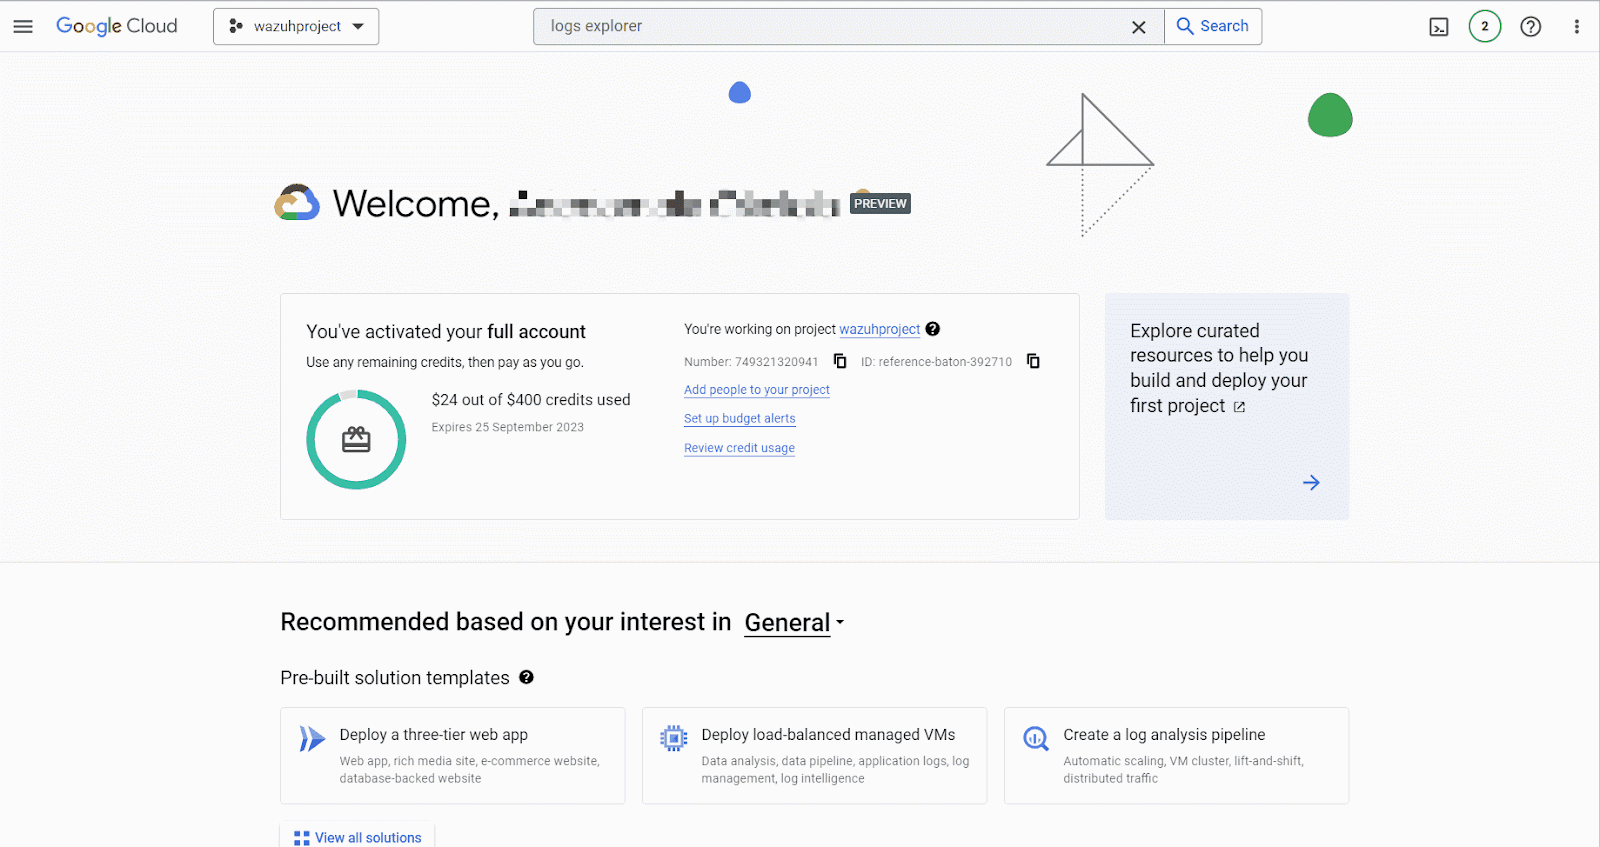 Google Cloud
wazuhproject
logs explorer
Search
2
Welcome,
PREVIEW
You've activated your full account
Use any remaining credits, then pay as you go.
$24 out of $400 credits used
Expires 25 September 2023
You're working on project wazuhproject
Number: 749321320941 ID: reference-baton-392710
Add people to your project
Set up budget alerts
Review credit usage
Explore curated
resources to help you
build and deploy your
first project
Recommended based on your interest in General
Pre-built solution templates
Deploy a three-tier web app
Web app, rich media site, e-commerce website,
database-backed website
Deploy load-balanced managed VMs
Data analysis, data pipeline, application logs, log
management, log intelligence
Create a log analysis pipeline
Automatic scaling, VM cluster, lift-and-shift,
distributed traffic
View all solutions